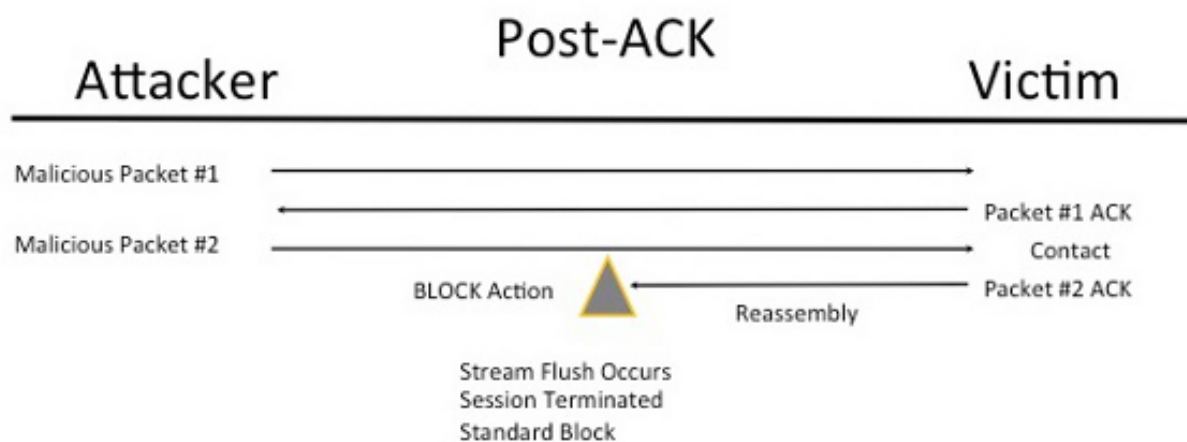 Post-ACK
Attacker
Victim
Malicious Packet #1
Packet #1 ACK
Malicious Packet #2
Contact
BLOCK Action
Packet #2 ACK
Reassembly
Stream Flush Occurs
Session Terminated
Standard Block